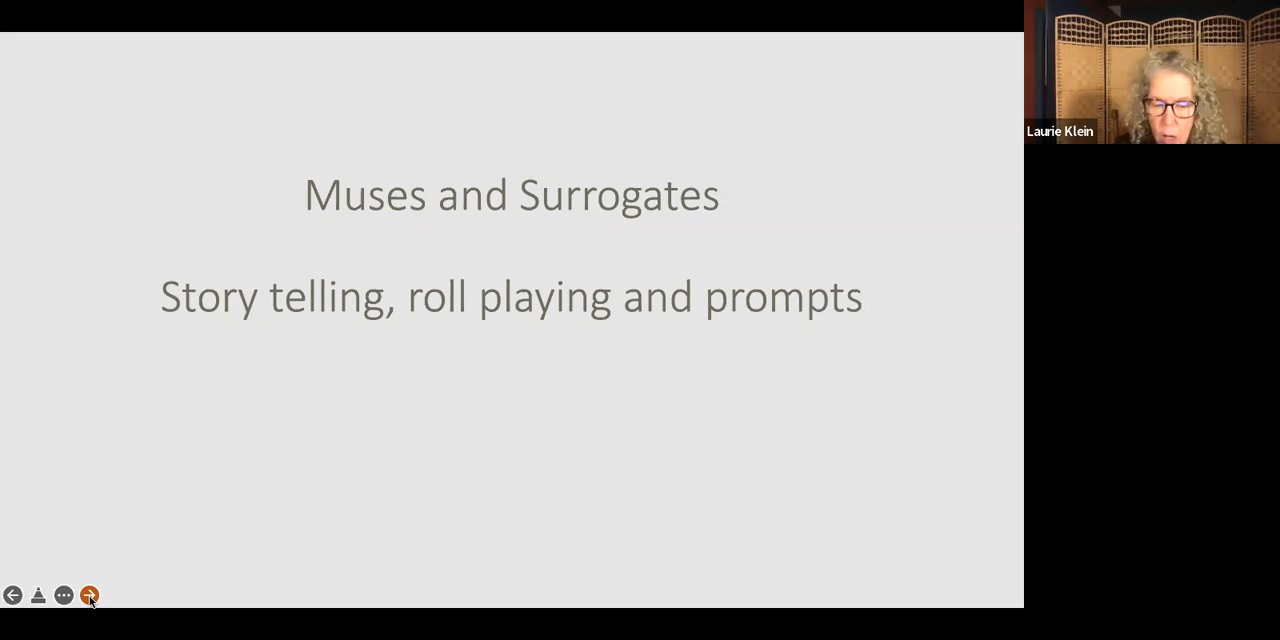 Muses and Surrogates
Story telling, roll playing and prompts
Laurie Klein